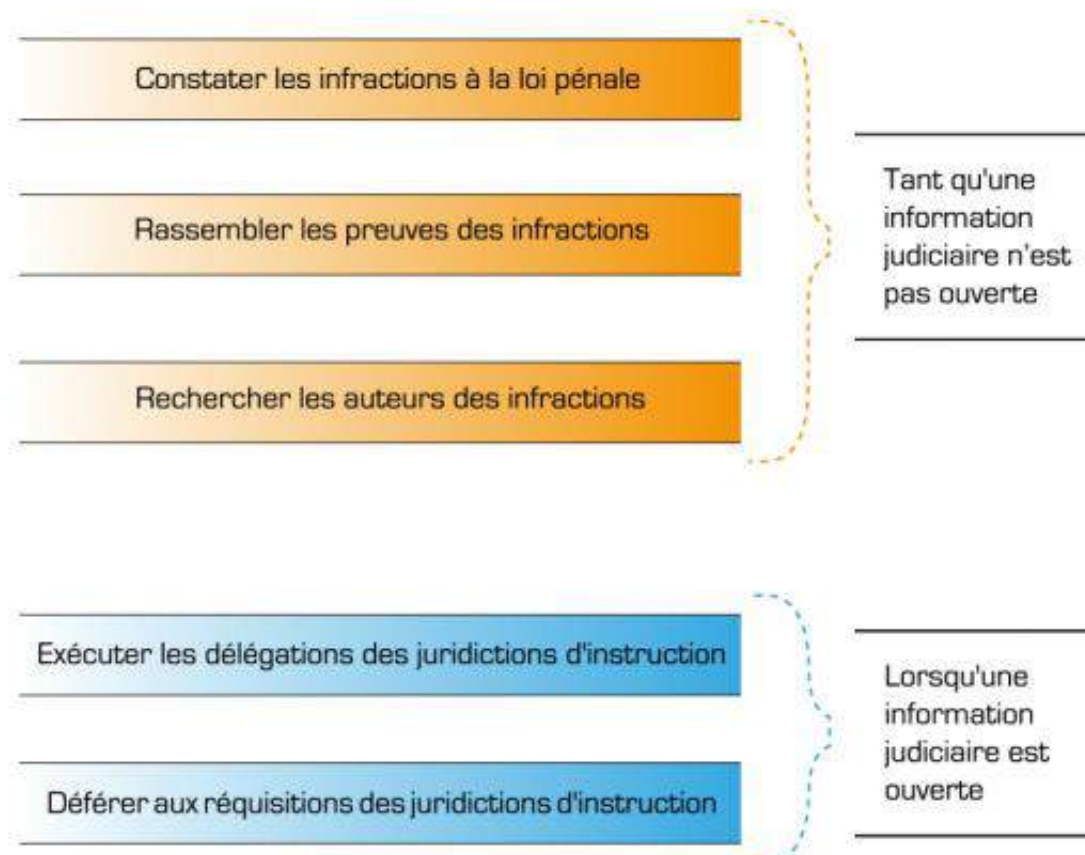 Constater les infractions à la loi pénale
Rassembler les preuves des infractions
Rechercher les auteurs des infractions
Tant qu'une
information
judiciaire n'est
pas ouverte
Exécuter les délégations des juridictions d'instruction
Déférer aux réquisitions des juridictions d'instruction
Lorsqu'une
information
judiciaire est
ouverte